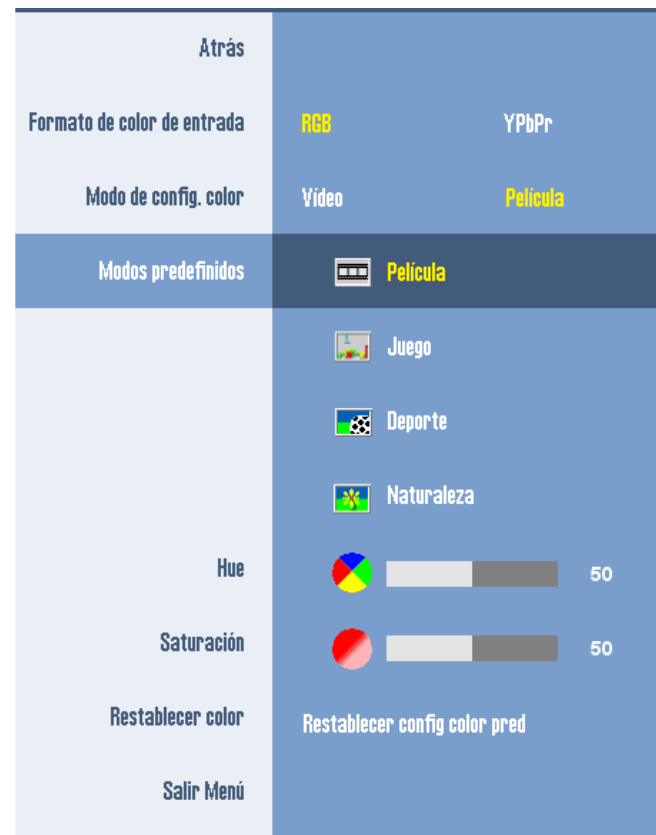 Atrás
Formato de color de entrada RGB YPbPr
Modo de config. color Vídeo Película
Modos predefinidos Película
Juego
Deporte
Naturaleza
Hue 50
Saturación 50
Restablecer color Restablecer config color pred
Salir Menú